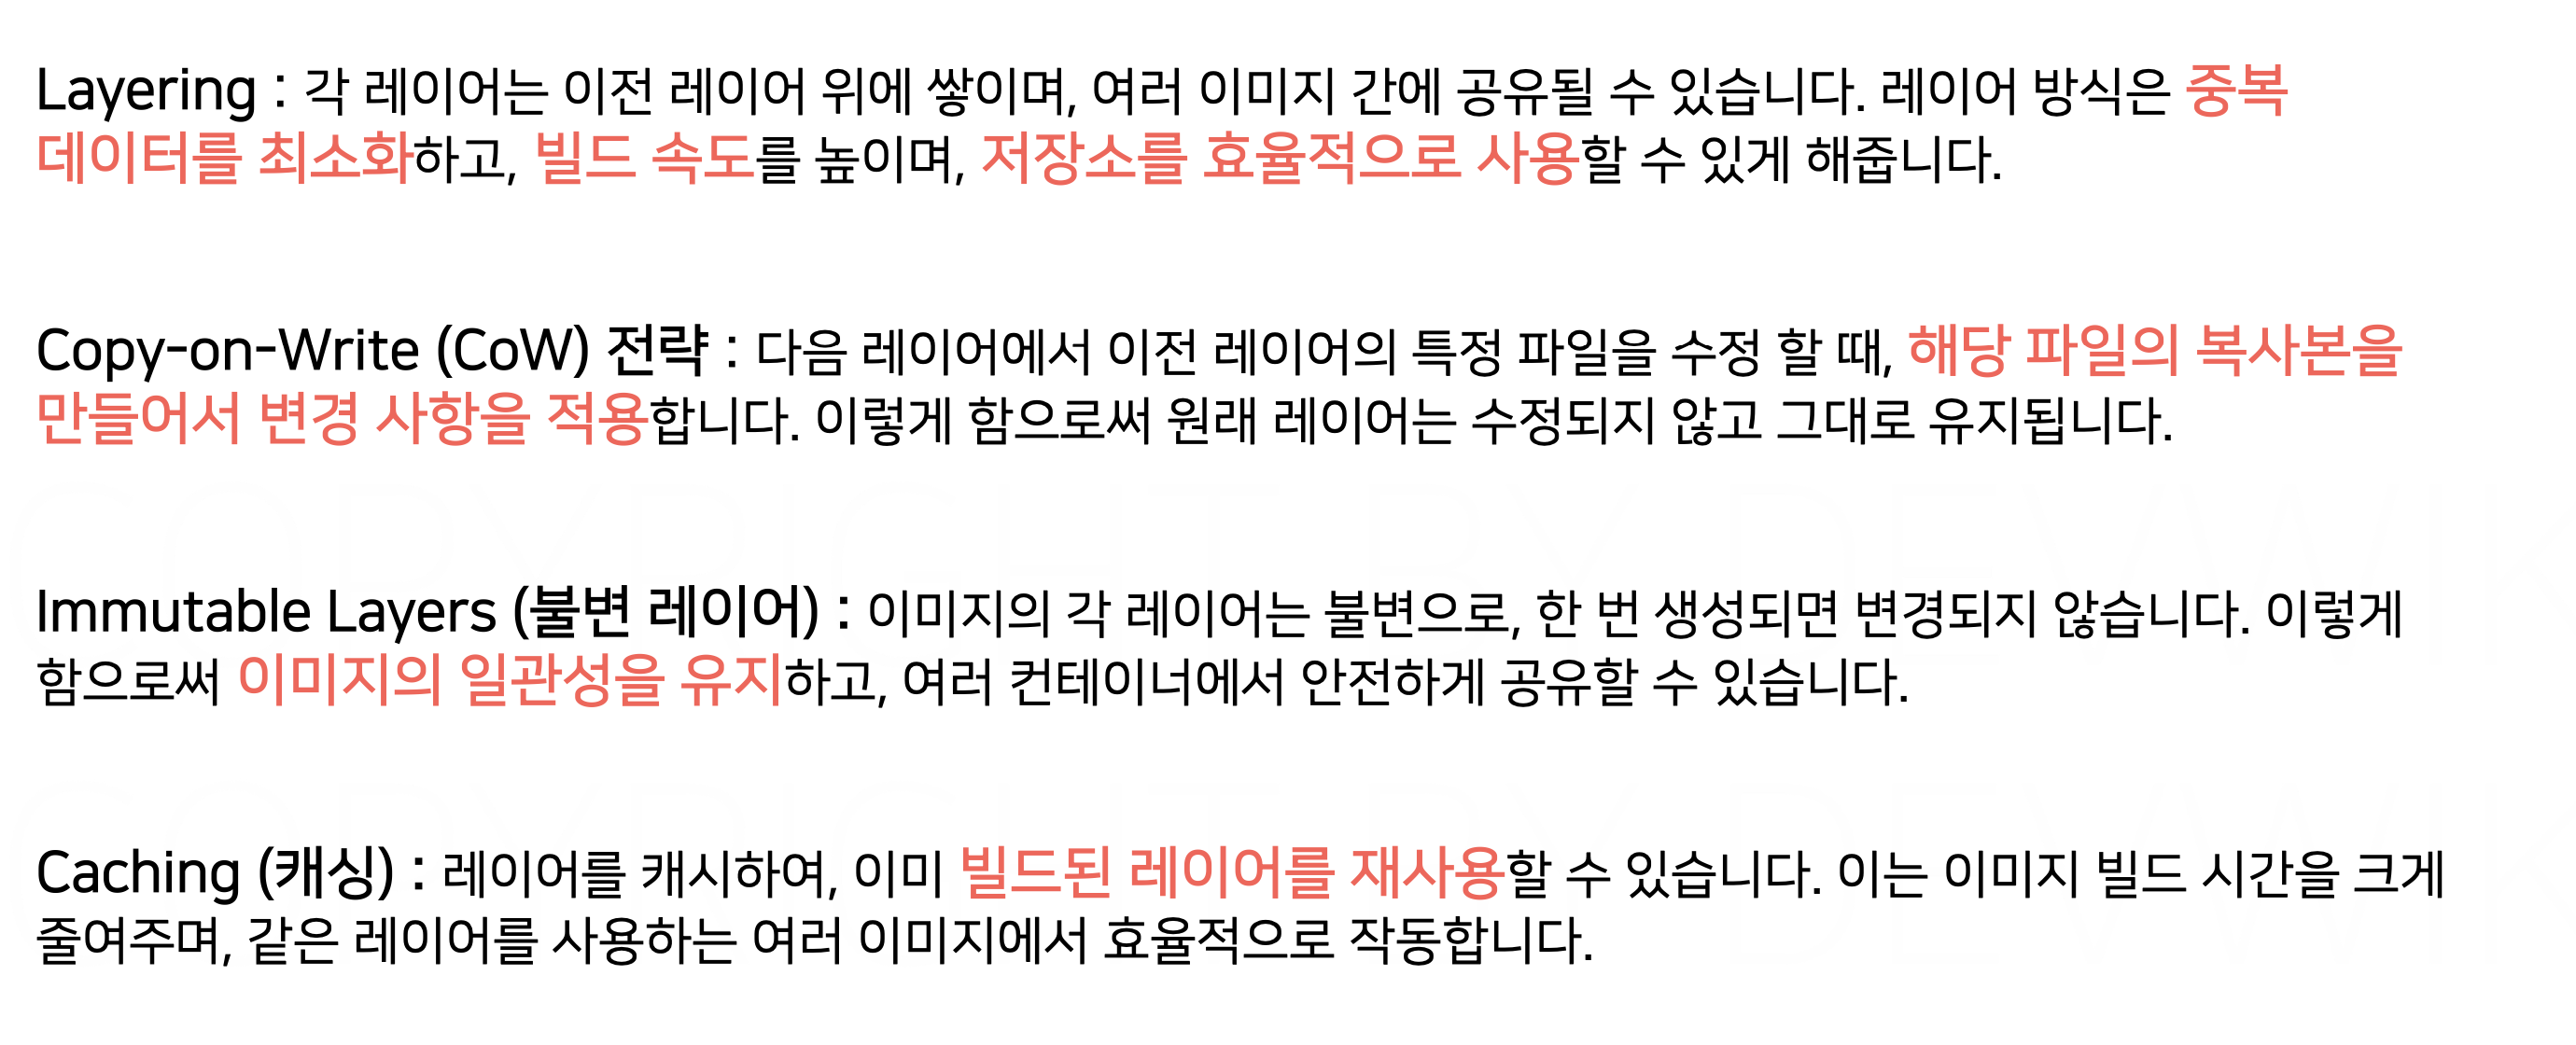 Layering : 각 레이어는 이전 레이어 위에 쌓이며, 여러 이미지 간에 공유될 수 있습니다. 레이어 방식은 중복
데이터를 최소화하고, 빌드 속도를 높이며, 저장소를 효율적으로 사용할 수 있게 해줍니다.
Copy-on-Write (CoW) 전략 : 다음 레이어에서 이전 레이어의 특정 파일을 수정 할 때, 해당 파일의 복사본을
만들어서 변경 사항을 적용합니다. 이렇게 함으로써 원래 레이어는 수정되지 않고 그대로 유지됩니다.
Immutable Layers (불변 레이어) : 이미지의 각 레이어는 불변으로, 한 번 생성되면 변경되지 않습니다. 이렇게
함으로써 이미지의 일관성을 유지하고, 여러 컨테이너에서 안전하게 공유할 수 있습니다.
Caching (캐싱) : 레이어를 캐시하여, 이미 빌드된 레이어를 재사용할 수 있습니다. 이는 이미지 빌드 시간을 크게
줄여주며, 같은 레이어를 사용하는 여러 이미지에서 효율적으로 작동합니다.